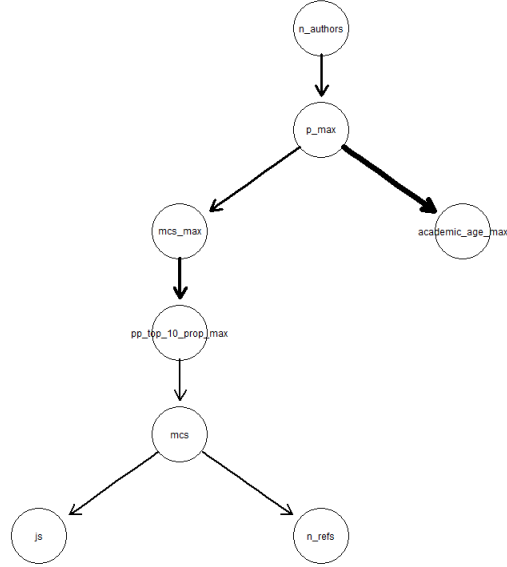 n_authors
p_max
mcs_max
academic_age_max
pp_top_10_prop_max
mcs
js
n_refs